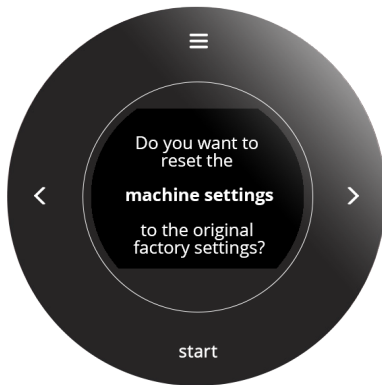 Do you want to
reset the
machine settings
to the original
factory settings?
start